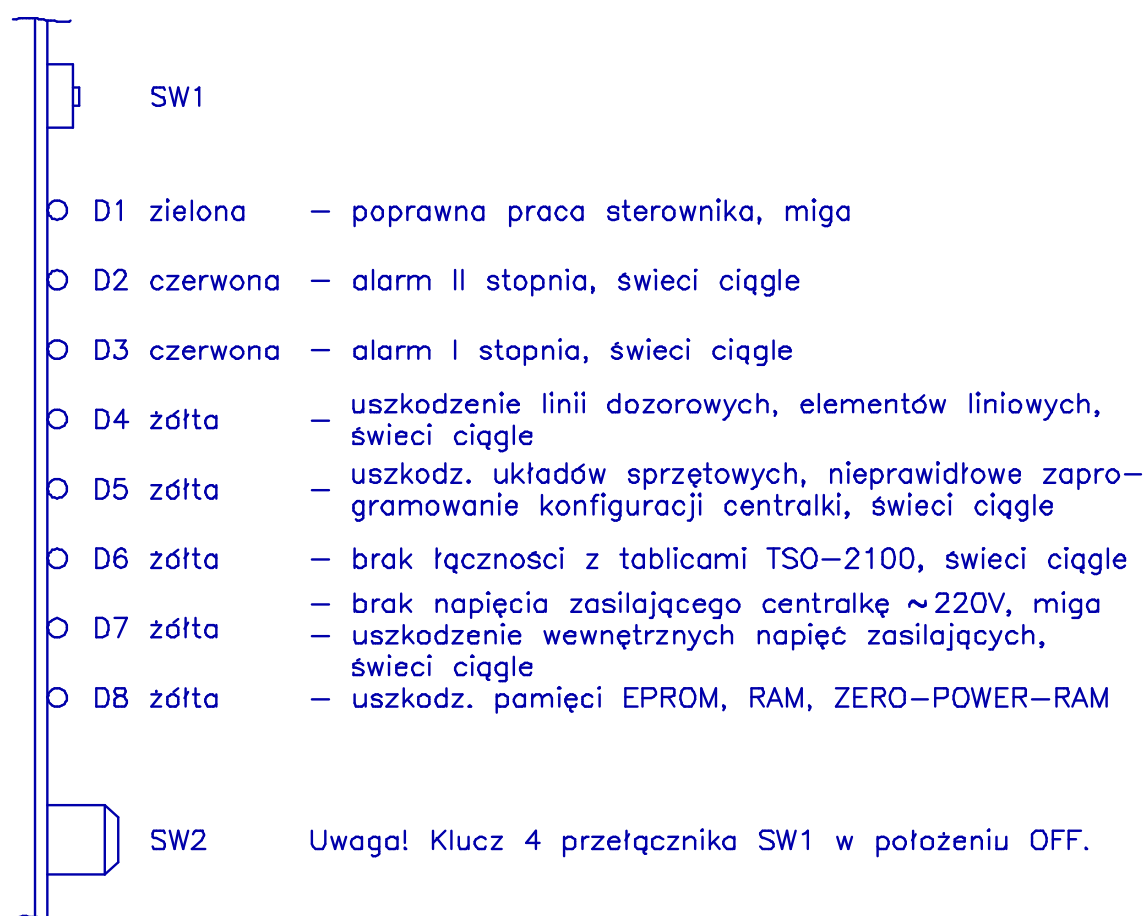 SW1
D1 zielona – poprawna praca sterownika, miga
D2 czerwona – alarm II stopnia, świeci ciągle
D3 czerwona – alarm I stopnia, świeci ciągle
D4 żółta – uszkodzenie linii dozorowych, elementów liniowych,
świeci ciągle
D5 zółta – uszkodz. układów sprzętowych, nieprawidłowe zapro–
gramowanie konfiguracji centralki, świeci ciągle
D6 żółta – brak łączności z tablicami TSO–2100, świeci ciągle
D7 żółta – brak napięcia zasilającego centralkę ~220V, miga
– uszkodzenie wewnętrznych napięć zasilających,
świeci ciągle
D8 żółta – uszkodz. pamięci EPROM, RAM, ZERO–POWER–RAM
SW2 Uwaga! Klucz 4 przełącznika SW1 w położeniu OFF.